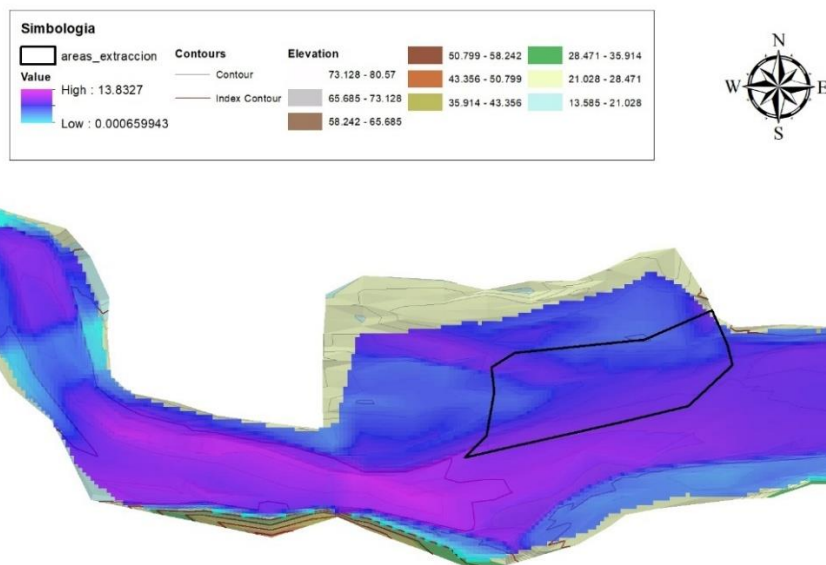 Simbologia
areas_extraccion
Value
High : 13.8327
Low : 0.000659943
Contours
Contour
Index Contour
Elevation
73.128 - 80.57
65.685 - 73.128
58.242 - 65.685
50.799 - 58.242
43.356 - 50.799
35.914 - 43.356
28.471 - 35.914
21.028 - 28.471
13.585 - 21.028
N
W E
S